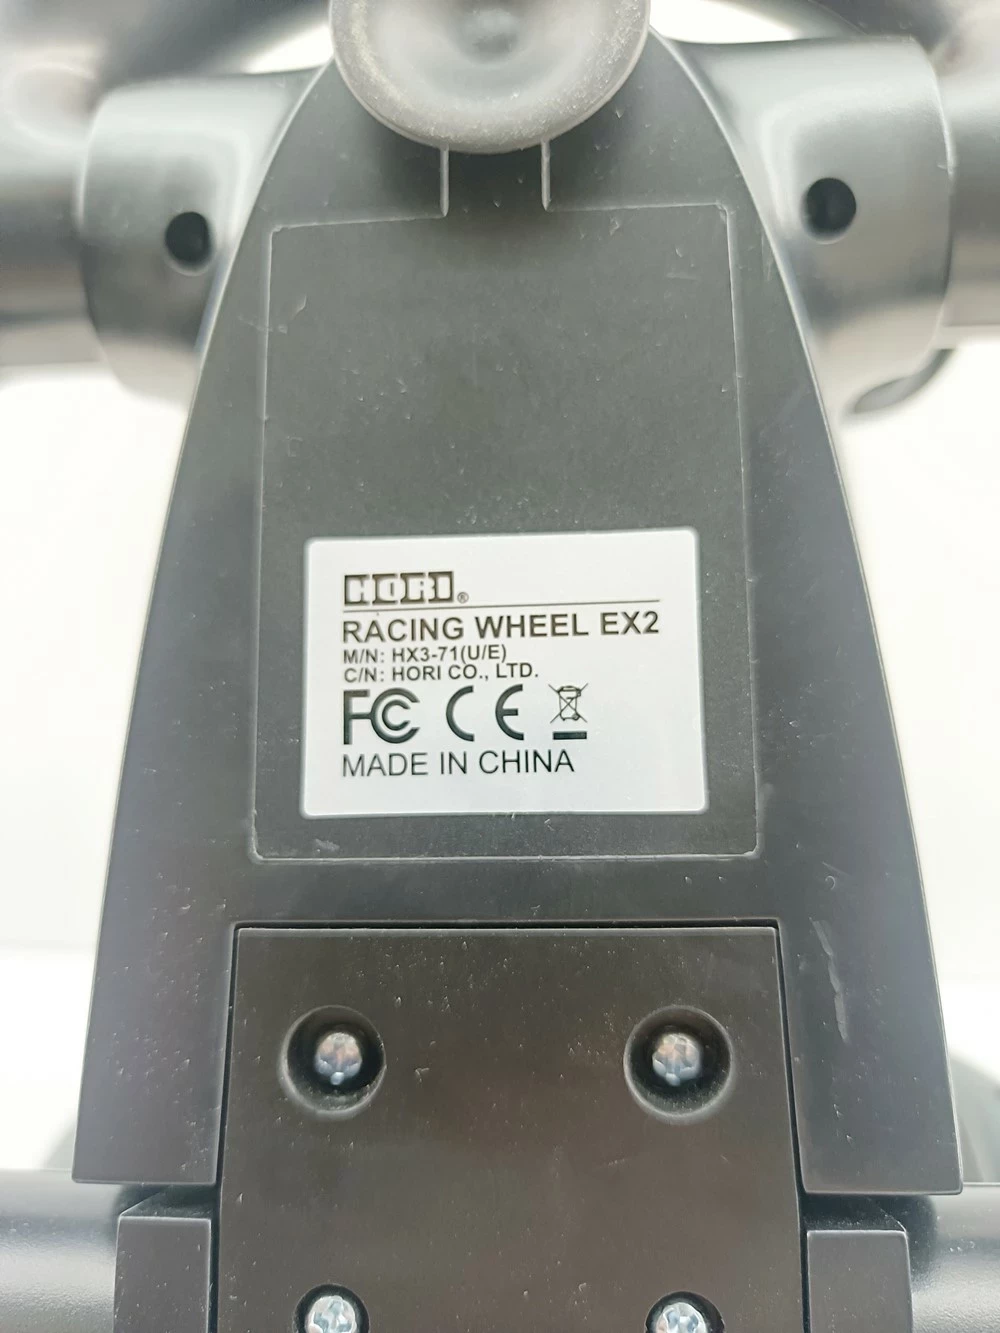 HORI®
RACING WHEEL EX2
M/N: HX3-71(U/E)
C/N: HORI CO., LTD.
FC CE
MADE IN CHINA